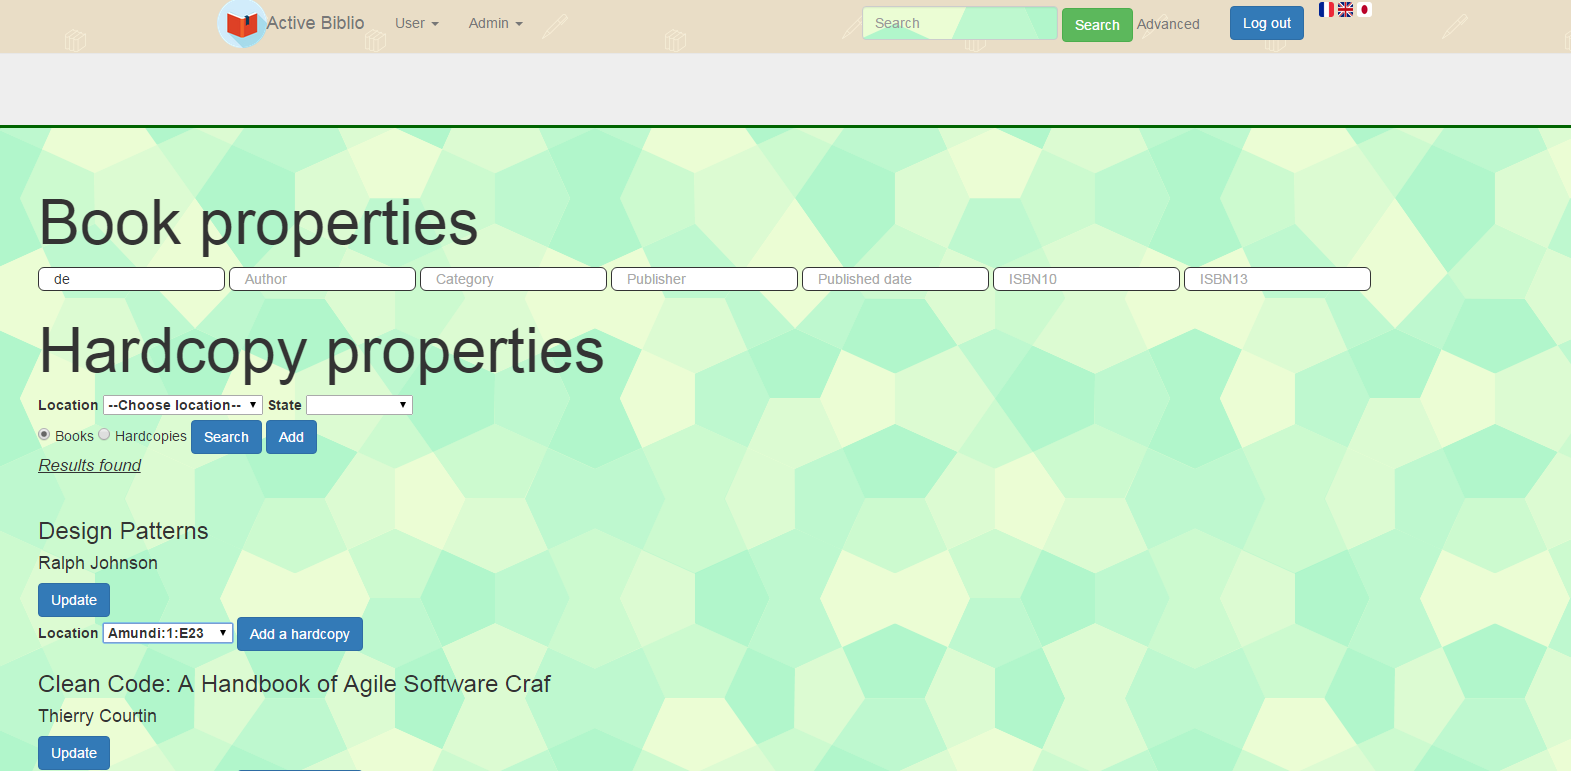 Active Biblio User Admin Search Search Advanced Log out
Book properties
de Author Category Publisher Published date ISBN10 ISBN13
Hardcopy properties
Location --Choose location-- State
Books Hardcopies Search Add
Results found
Design Patterns
Ralph Johnson
Update
Location Amundi:1:E23 Add a hardcopy
Clean Code: A Handbook of Agile Software Craf
Thierry Courtin
Update